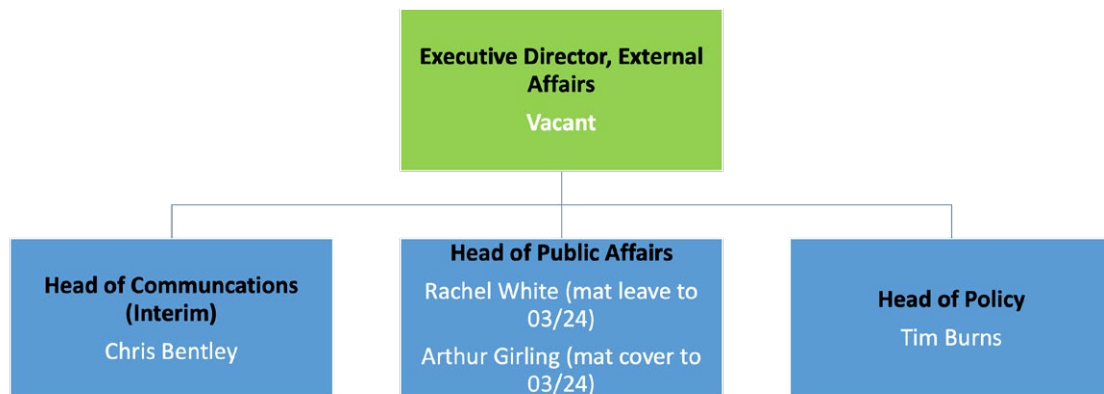 Executive Director, External
Affairs
Vacant
Head of Communcations
(Interim)
Chris Bentley
Head of Public Affairs
Rachel White (mat leave to
03/24)
Arthur Girling (mat cover to
03/24)
Head of Policy
Tim Burns